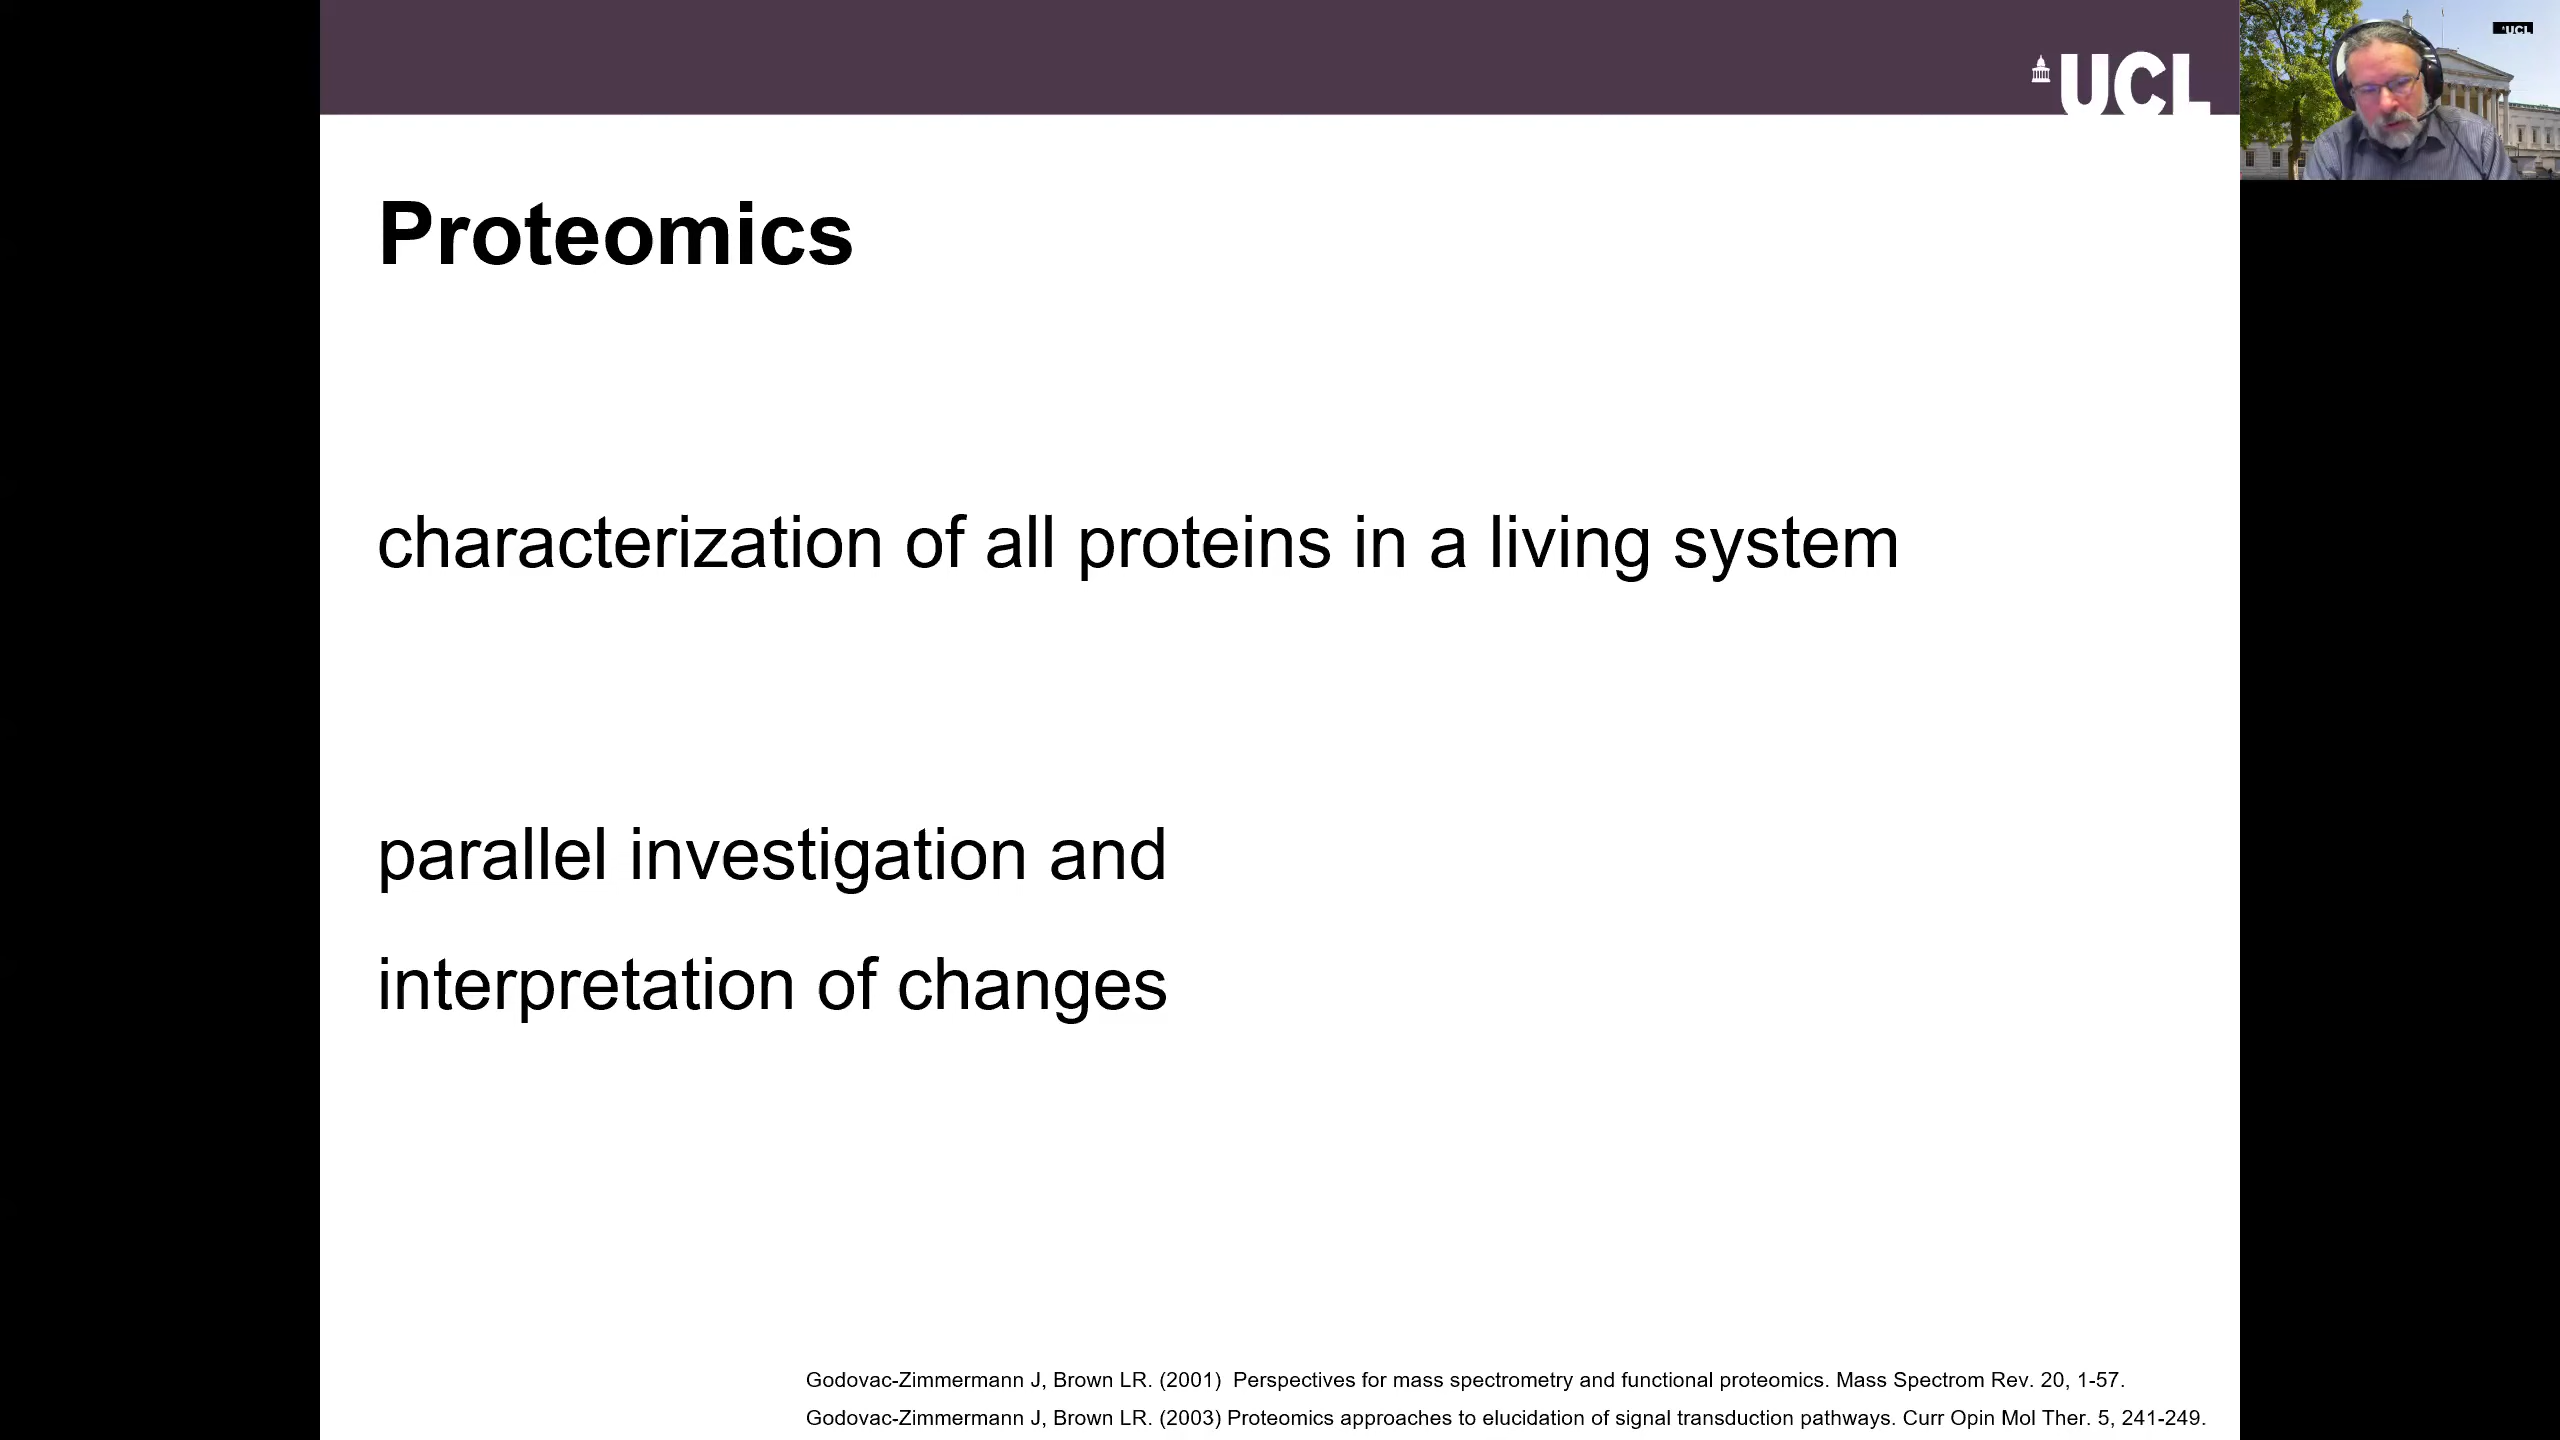 UCL
UCL
Proteomics
characterization of all proteins in a living system
parallel investigation and
interpretation of changes
Godovac-Zimmermann J, Brown LR. (2001)  Perspectives for mass spectrometry and functional proteomics. Mass Spectrom Rev. 20, 1-57.
Godovac-Zimmermann J, Brown LR. (2003) Proteomics approaches to elucidation of signal transduction pathways. Curr Opin Mol Ther. 5, 241-249.